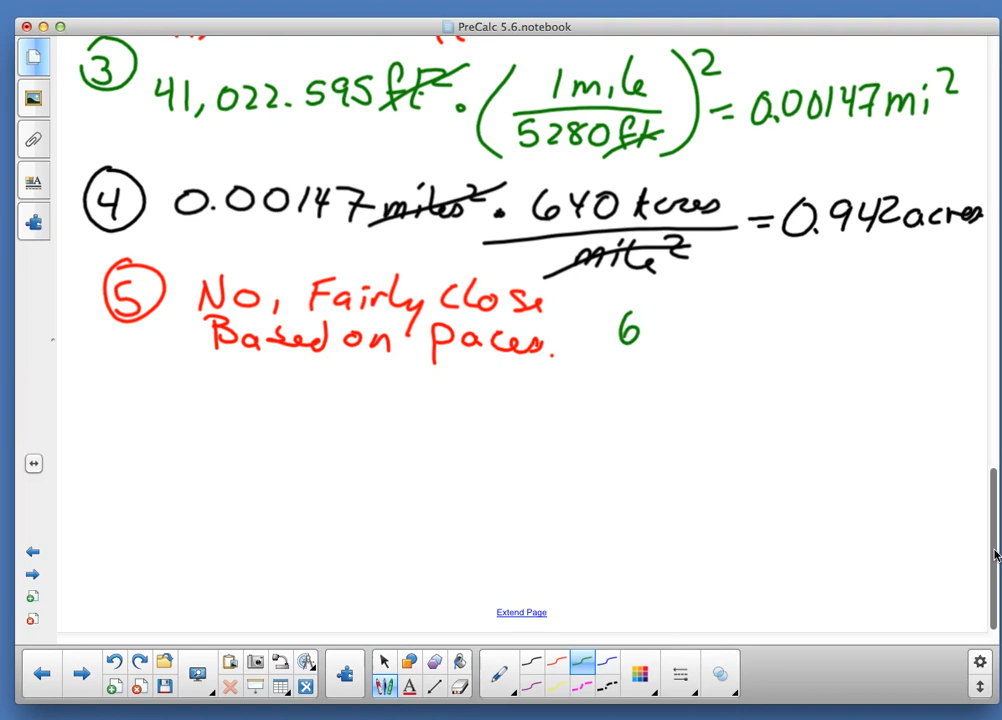 PreCalc 5.6.notebook
③ 41,022.595 ft² · (1 mile / 5280 ft)² = 0.00147 mi²
④ 0.00147 miles² · 640 acres / mile² = 0.942 acres
⑤ No, Fairly Close
Based on paces.
6
Extend Page